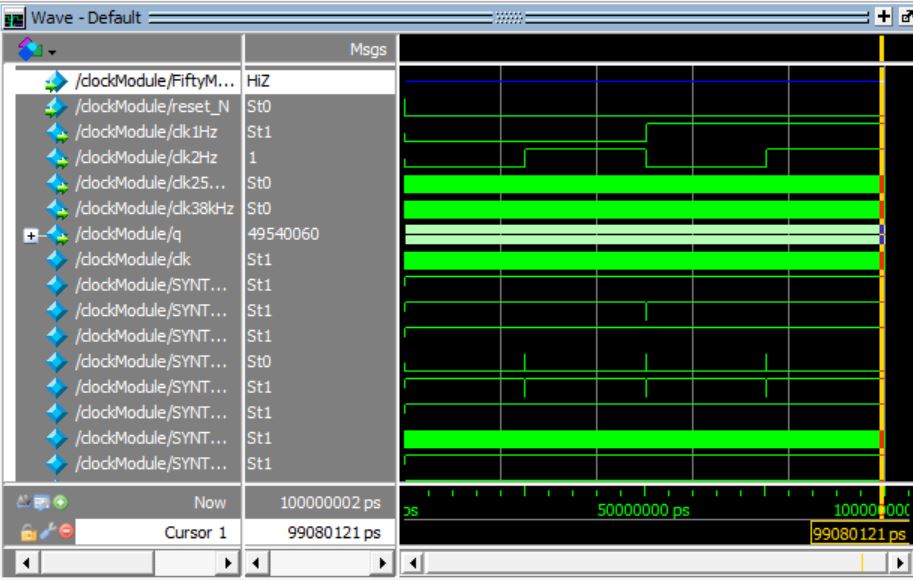 Wave - Default
Msgs
/clockModule/FiftyM... HiZ
/clockModule/reset_N St0
/clockModule/clk1Hz St1
/clockModule/clk2Hz 1
/clockModule/clk25... St0
/clockModule/clk38kHz St0
/clockModule/q 49540060
/clockModule/clk St1
/clockModule/SYNT... St1
/clockModule/SYNT... St1
/clockModule/SYNT... St1
/clockModule/SYNT... St0
/clockModule/SYNT... St1
/clockModule/SYNT... St1
/clockModule/SYNT... St1
/clockModule/SYNT... St1
Now 100000002 ps ps 50000000 ps 100000000
Cursor 1 99080121 ps 99080121 ps